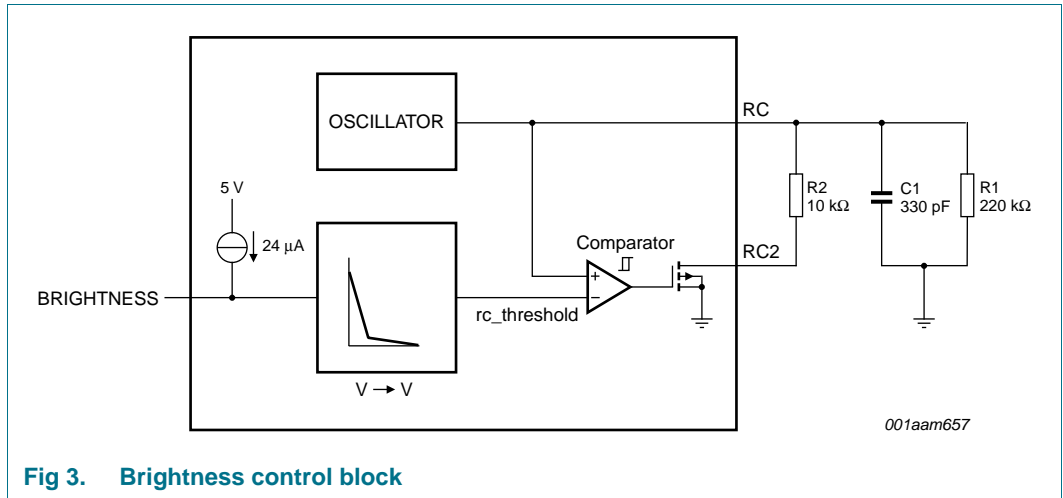 OSCILLATOR
RC
5 V
24 μA
R2
10 kΩ
C1
330 pF
R1
220 kΩ
Comparator
RC2
BRIGHTNESS
+
−
rc_threshold
V → V
001aam657
Fig 3. Brightness control block